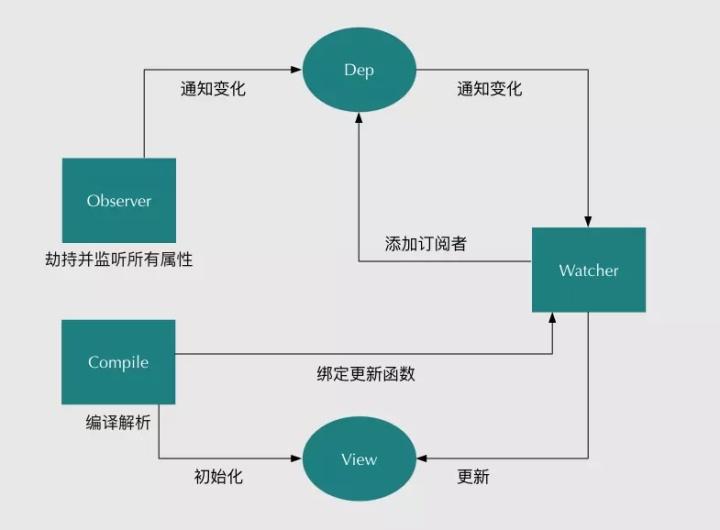 Dep
通知变化
通知变化
Observer
劫持并监听所有属性
添加订阅者
Watcher
Compile
绑定更新函数
编译解析
View
初始化
更新